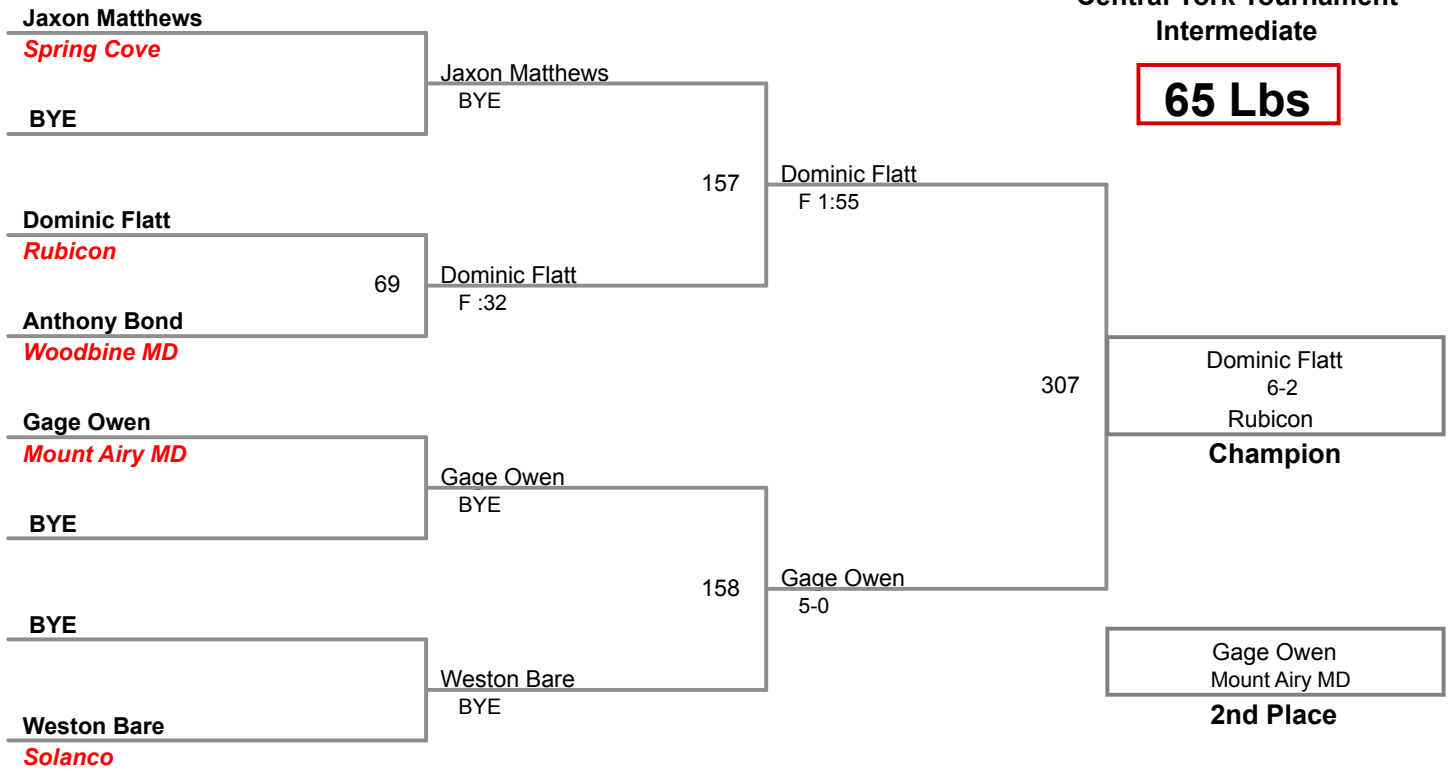 Central York Tournament
Intermediate
65 Lbs
Jaxon Matthews
Spring Cove
BYE
Dominic Flatt
Rubicon
69
Anthony Bond
Woodbine MD
Gage Owen
Mount Airy MD
BYE
BYE
Weston Bare
Solanco
Jaxon Matthews
BYE
157
Dominic Flatt
F :32
Gage Owen
BYE
158
Weston Bare
BYE
Dominic Flatt
F 1:55
307
Gage Owen
5-0
Dominic Flatt
6-2
Rubicon
Champion
Gage Owen
Mount Airy MD
2nd Place